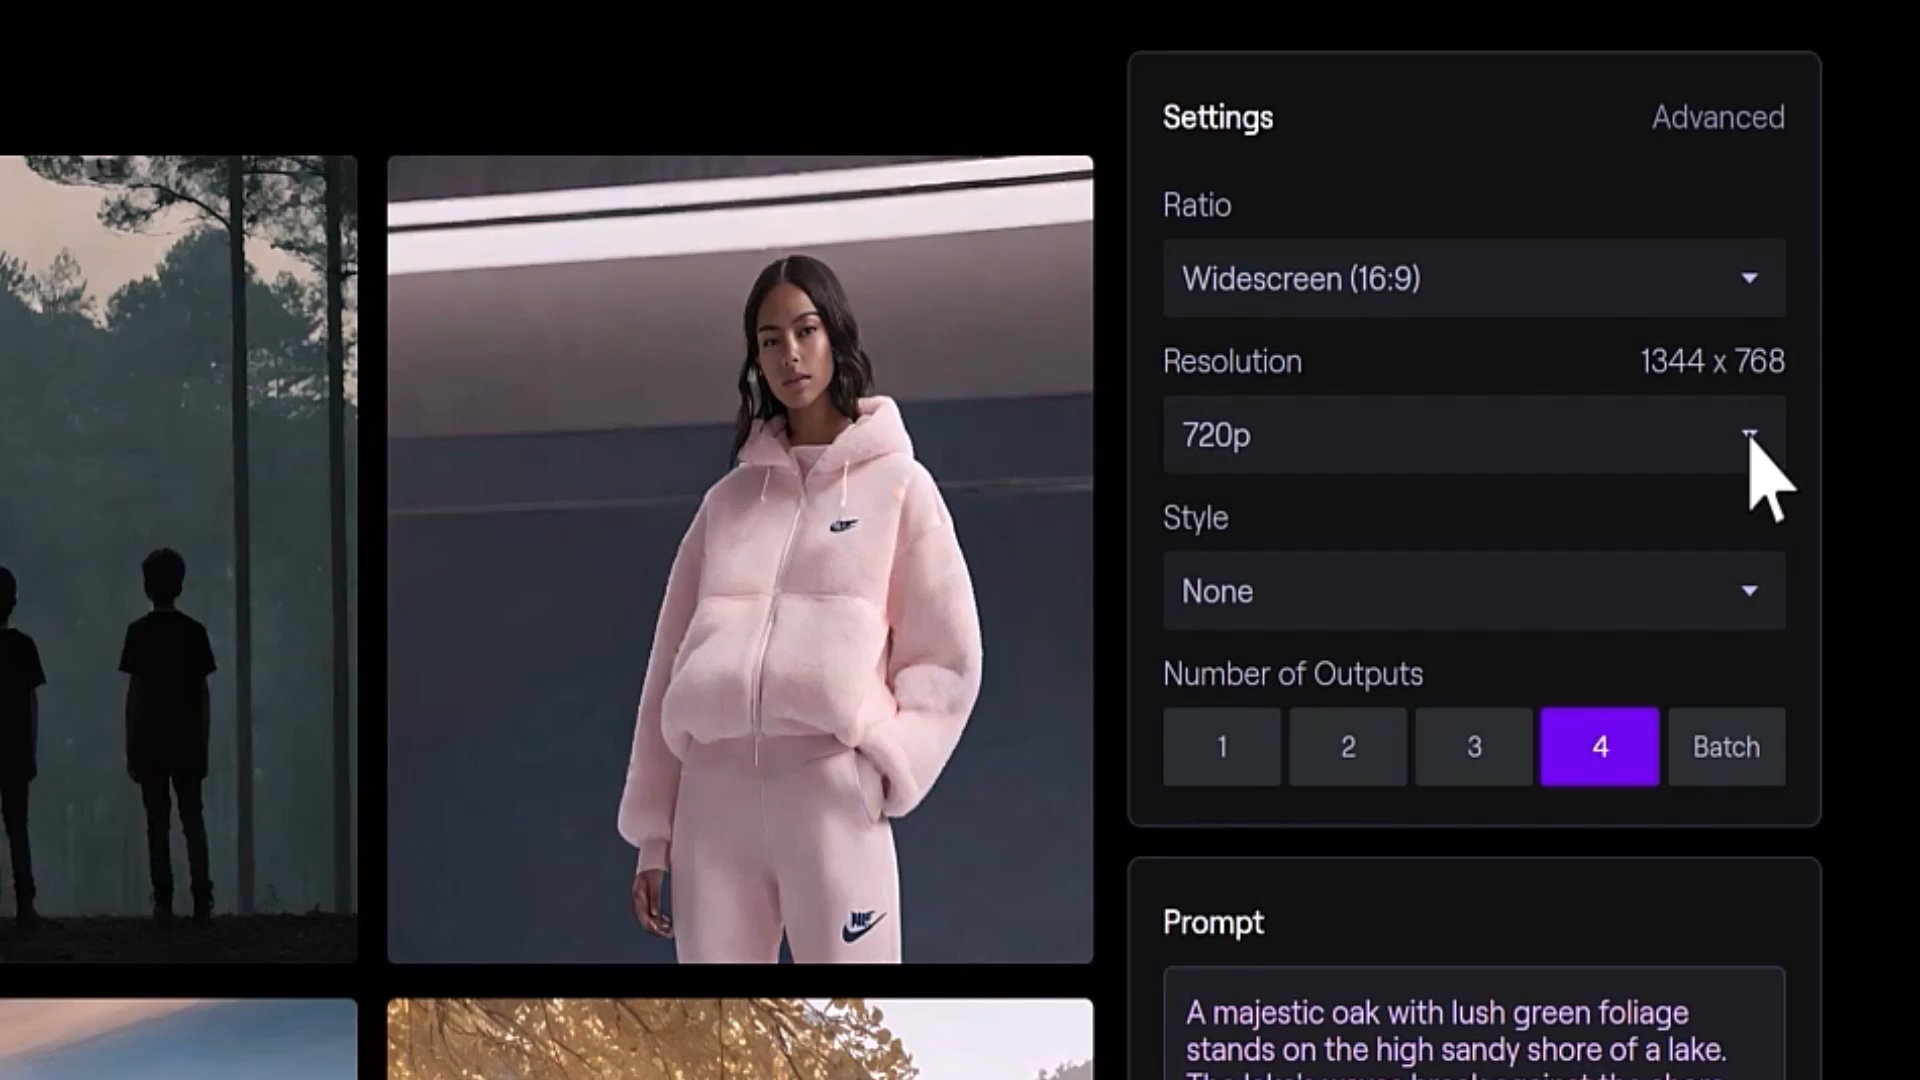 Settings
Advanced
Ratio
Widescreen (16:9)
Resolution
1344 x 768
720p
Style
None
Number of Outputs
1
2
3
4
Batch
Prompt
A majestic oak with lush green foliage
stands on the high sandy shore of a lake.